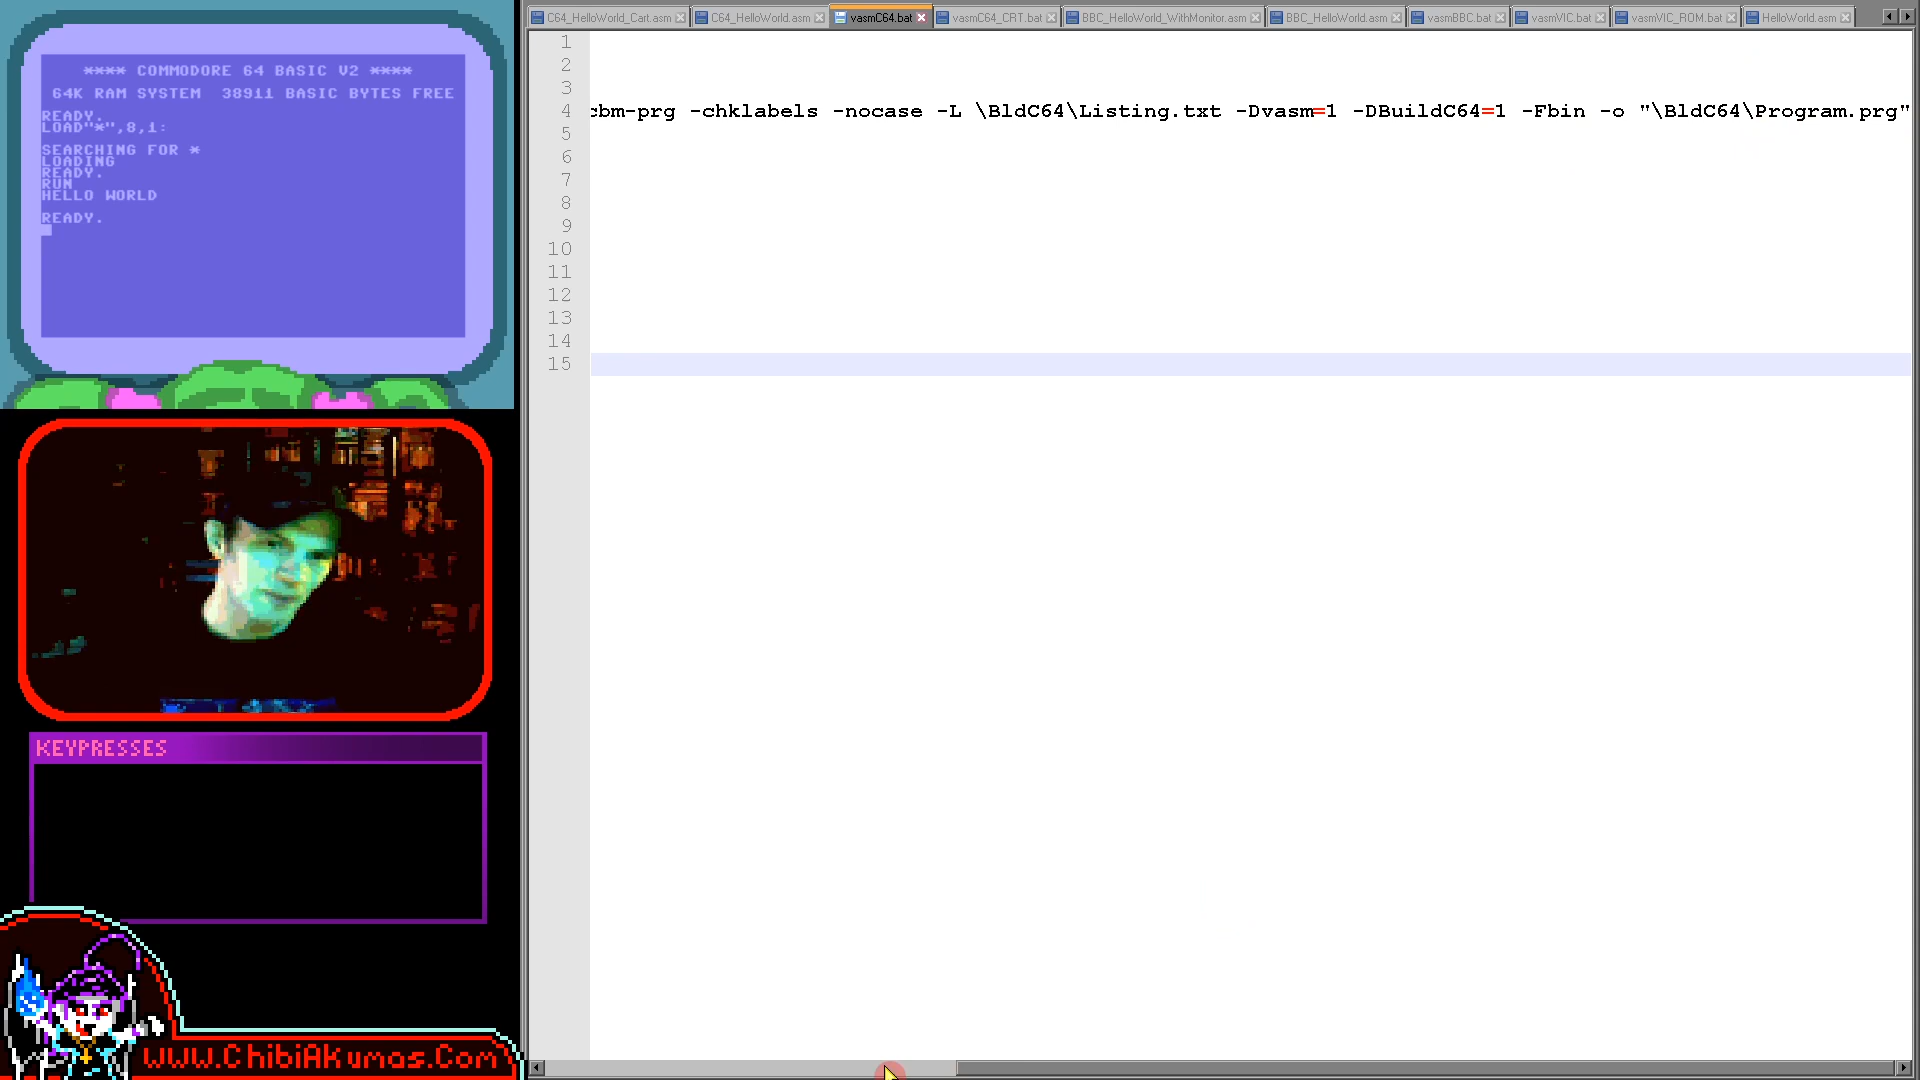 **** COMMODORE 64 BASIC V2 ****
64K RAM SYSTEM 38911 BASIC BYTES FREE
READY.
LOAD"*",8,1:
SEARCHING FOR *
LOADING
READY.
RUN
HELLO WORLD
READY.
KEYPRESSES
WWW.ChibiAkumas.Com
C64_HelloWorld_Cart.asm C64_HelloWorld.asm vasmC64.bat vasmC64_CRT.bat BBC_HelloWorld_WithMonitor.asm BBC_HelloWorld.asm vasmBBC.bat vasmVIC.bat vasmVIC_ROM.bat HelloWorld.asm
1
2
3
4 cbm-prg -chklabels -nocase -L \BldC64\Listing.txt -Dvasm=1 -DBuildC64=1 -Fbin -o "\BldC64\Program.prg"
5
6
7
8
9
10
11
12
13
14
15